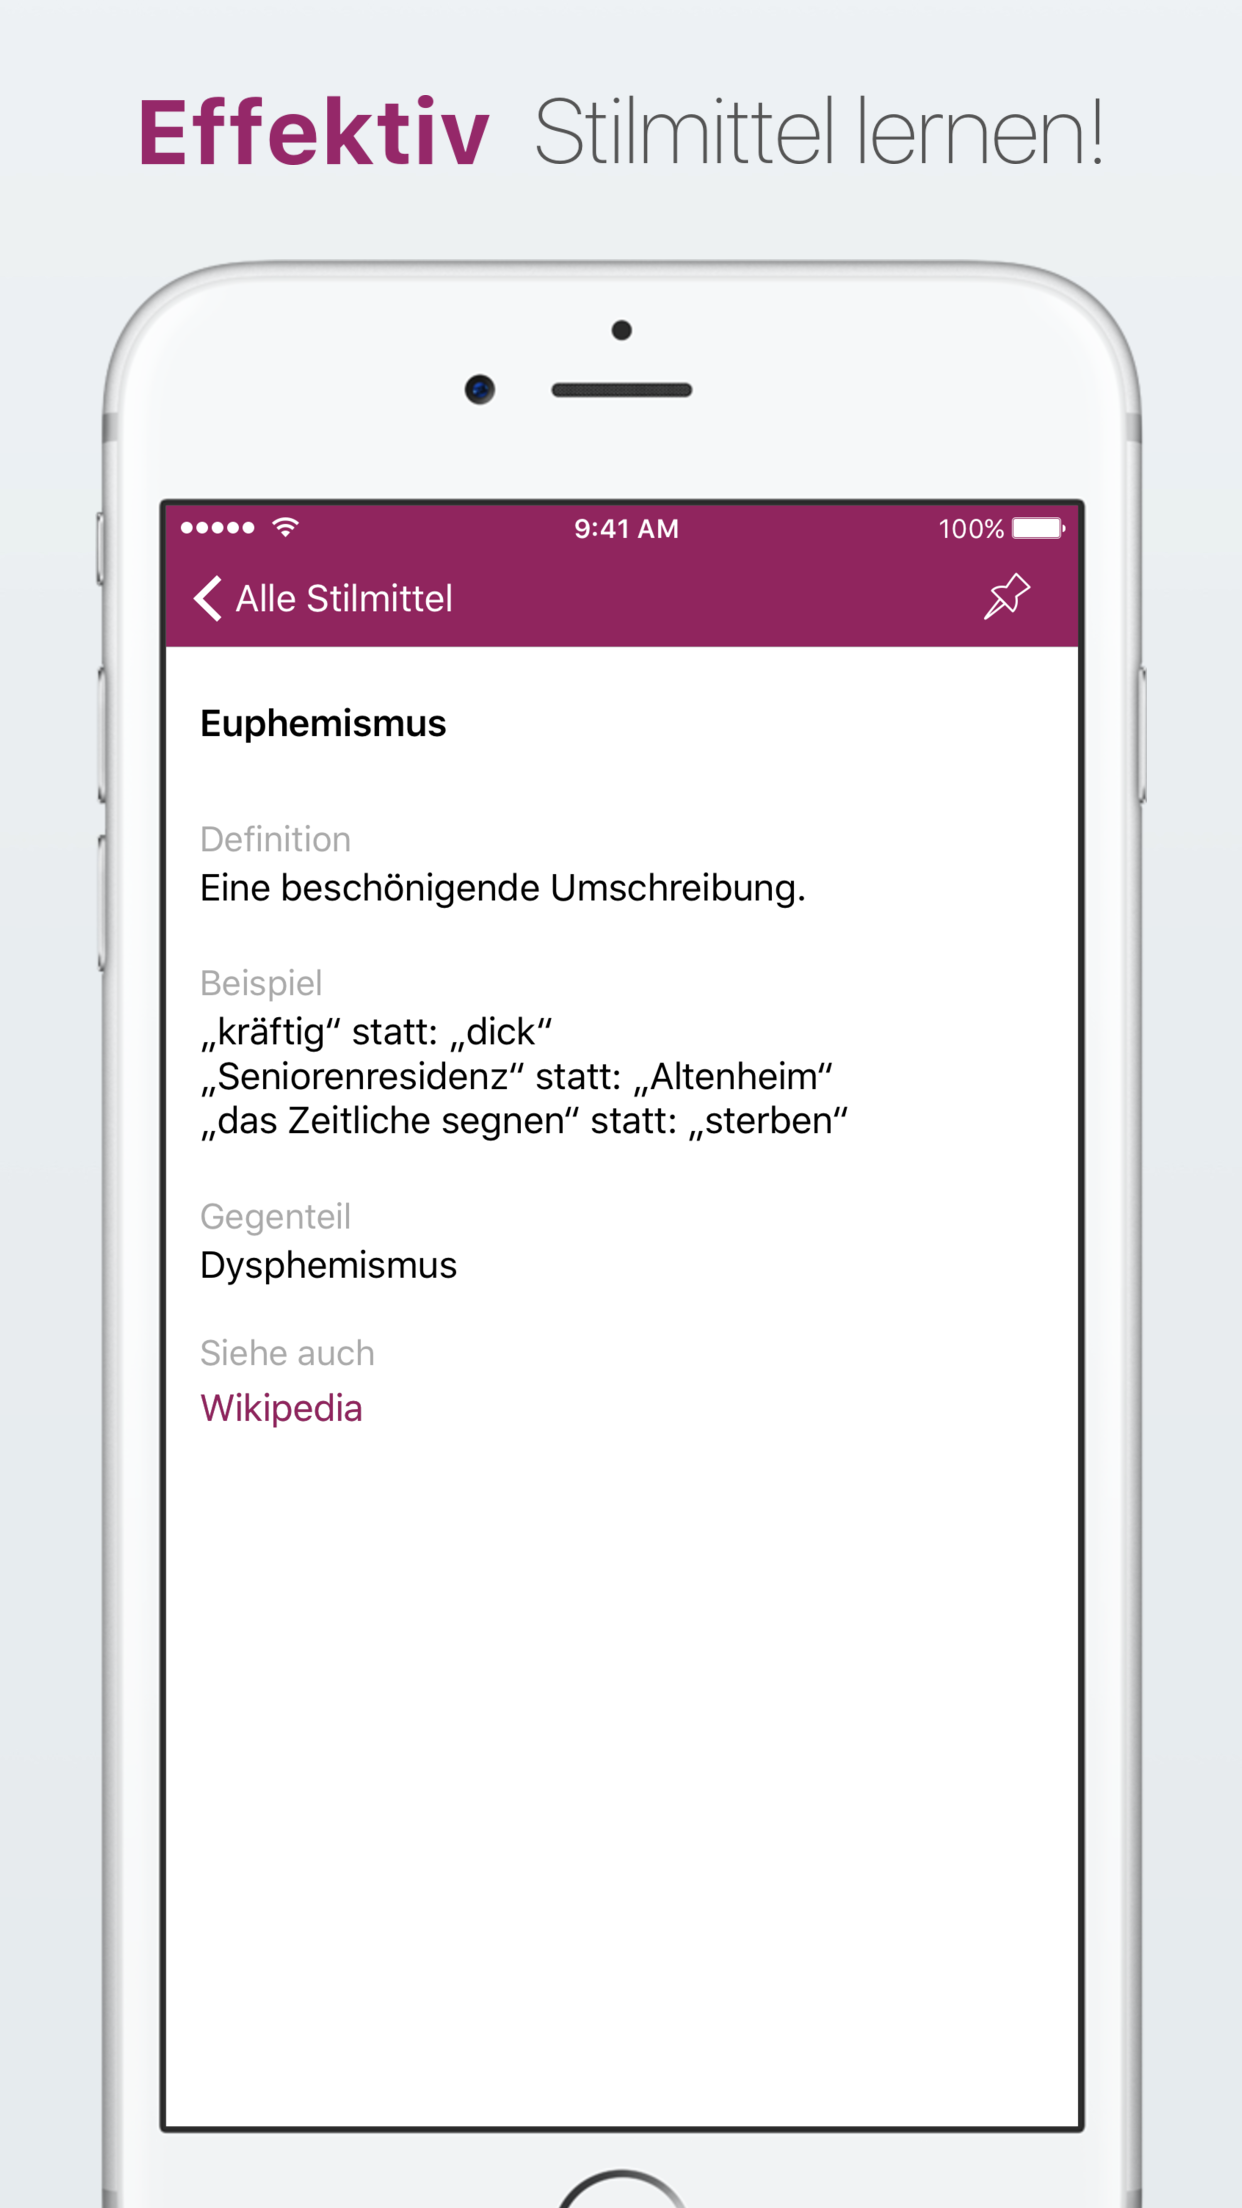 Effektiv Stilmittel lernen!
9:41 AM 100%
Alle Stilmittel
Euphemismus
Definition
Eine beschönigende Umschreibung.
Beispiel
„kräftig“ statt: „dick“
„Seniorenresidenz“ statt: „Altenheim“
„das Zeitliche segnen“ statt: „sterben“
Gegenteil
Dysphemismus
Siehe auch
Wikipedia